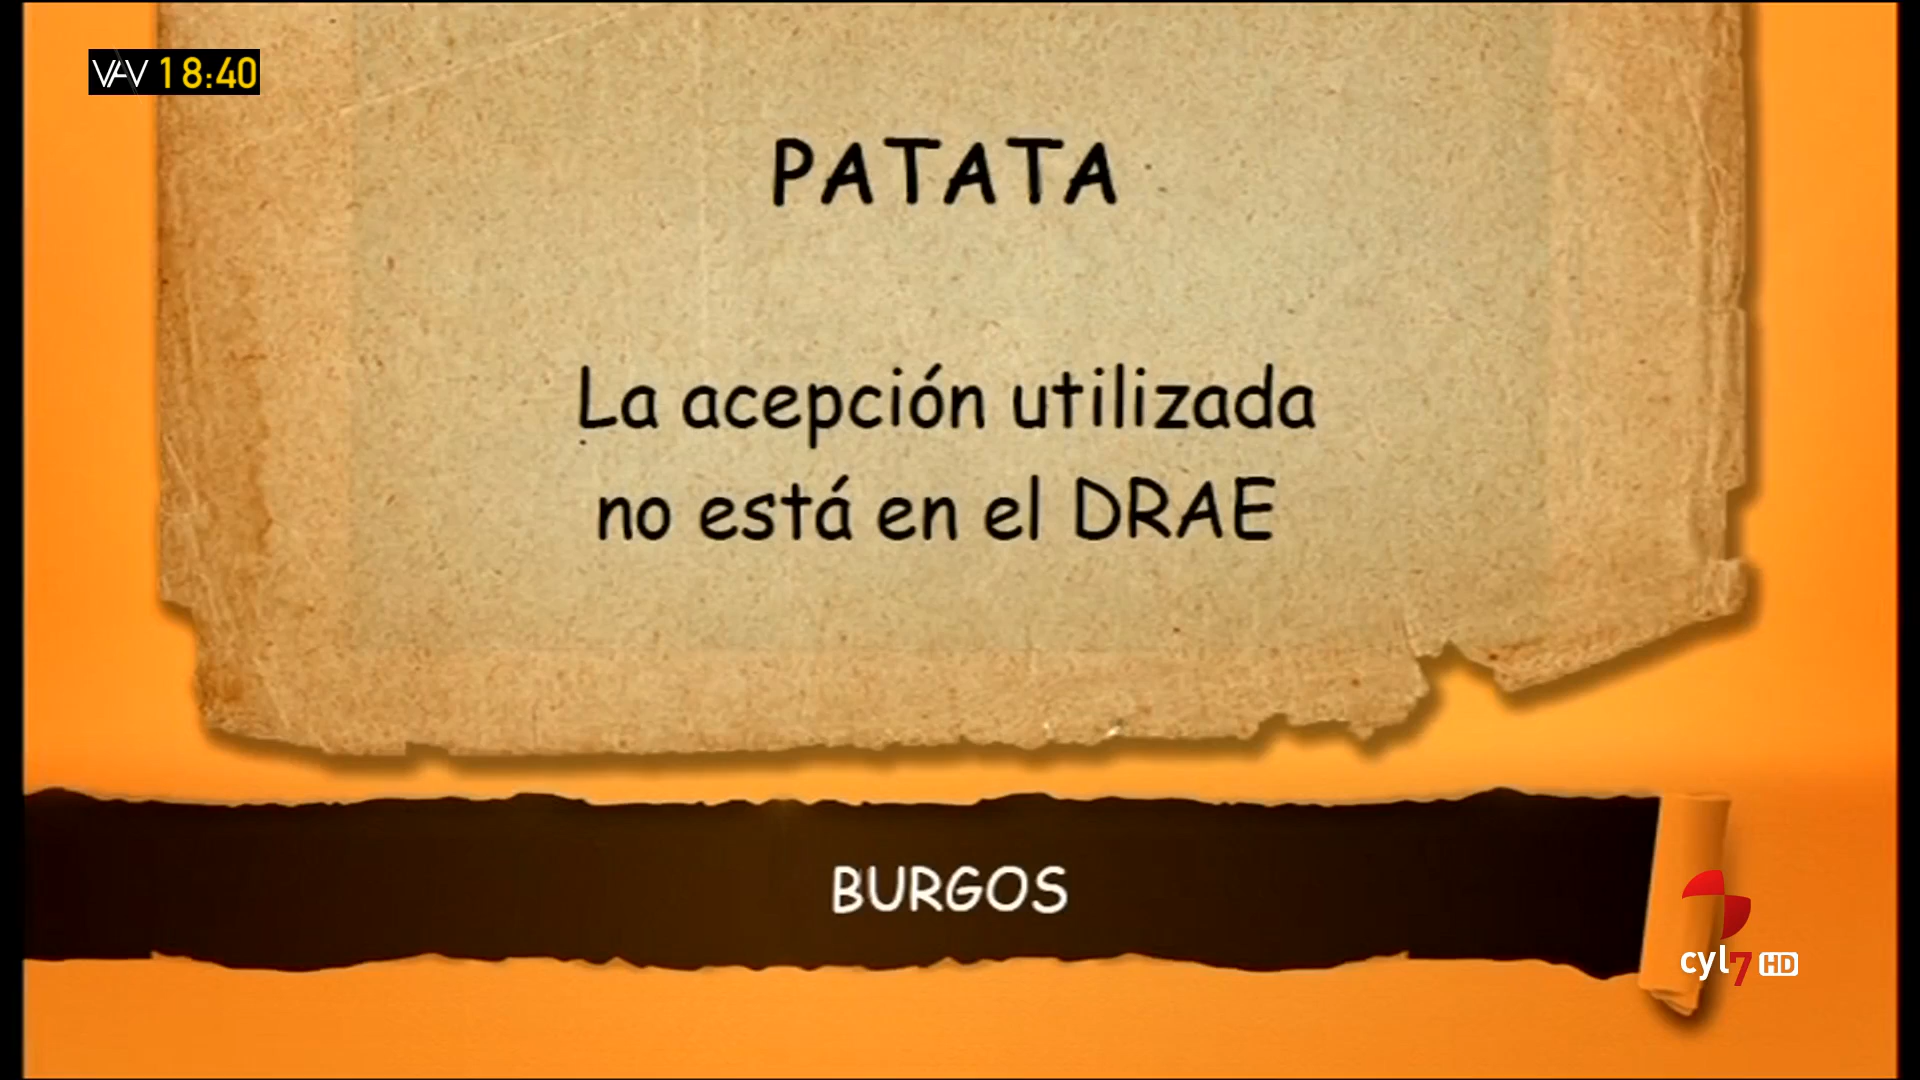 VAV 18:40
PATATA
La acepción utilizada
no está en el DRAE
BURGOS
cyl7 HD